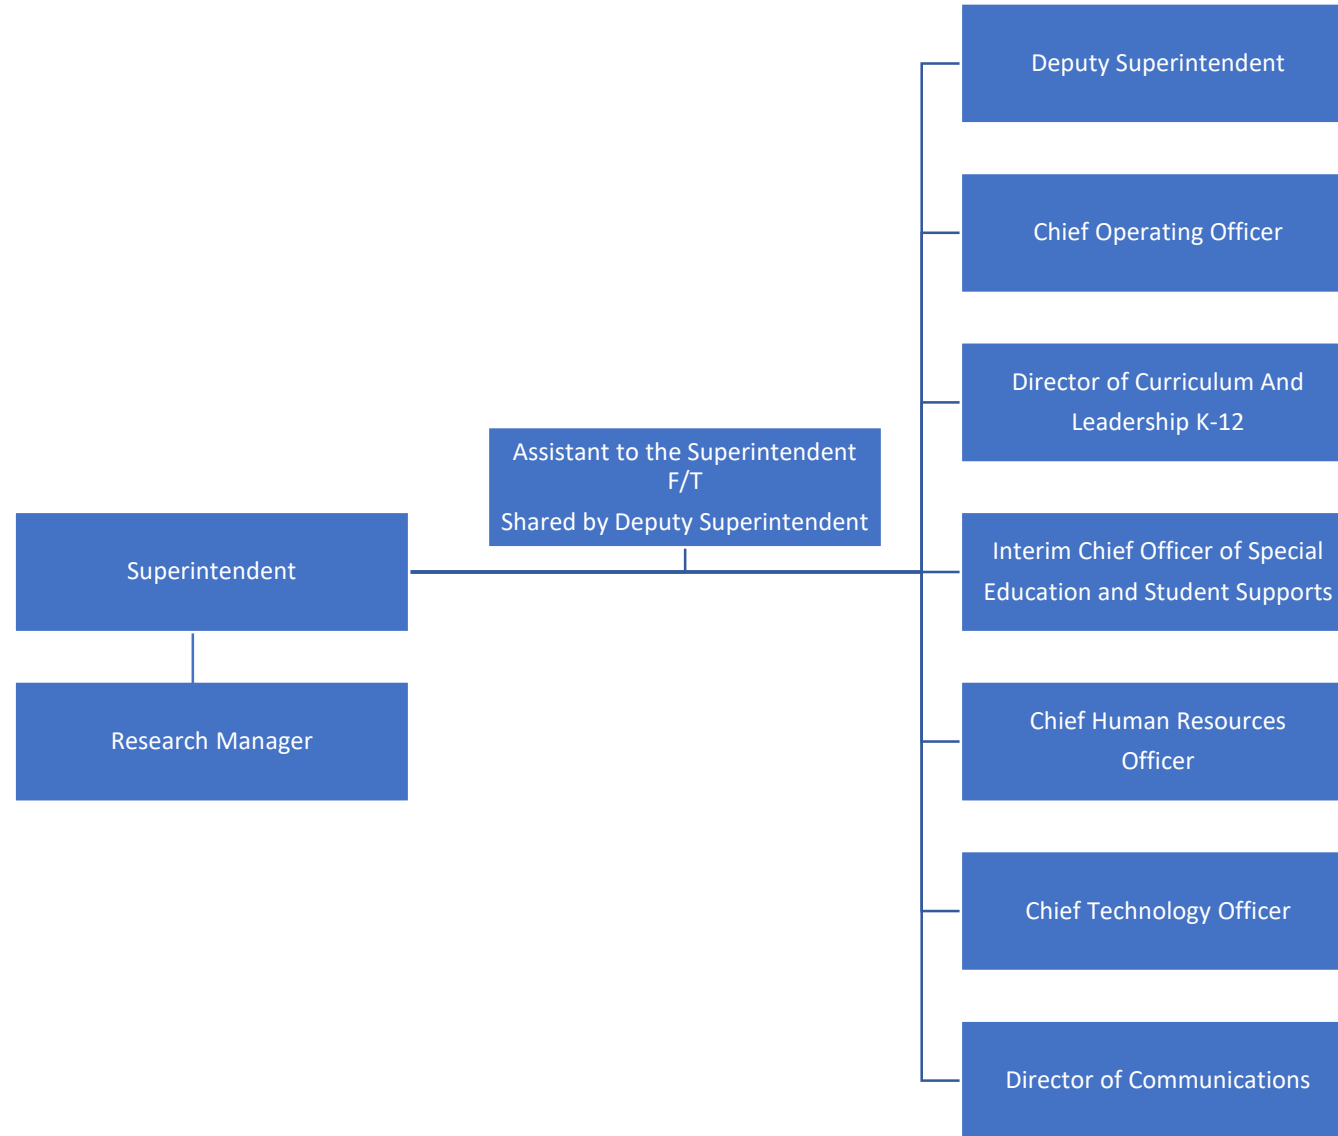 Deputy Superintendent
Chief Operating Officer
Director of Curriculum And
Leadership K-12
Assistant to the Superintendent
F/T
Shared by Deputy Superintendent
Superintendent
Interim Chief Officer of Special
Education and Student Supports
Research Manager
Chief Human Resources
Officer
Chief Technology Officer
Director of Communications